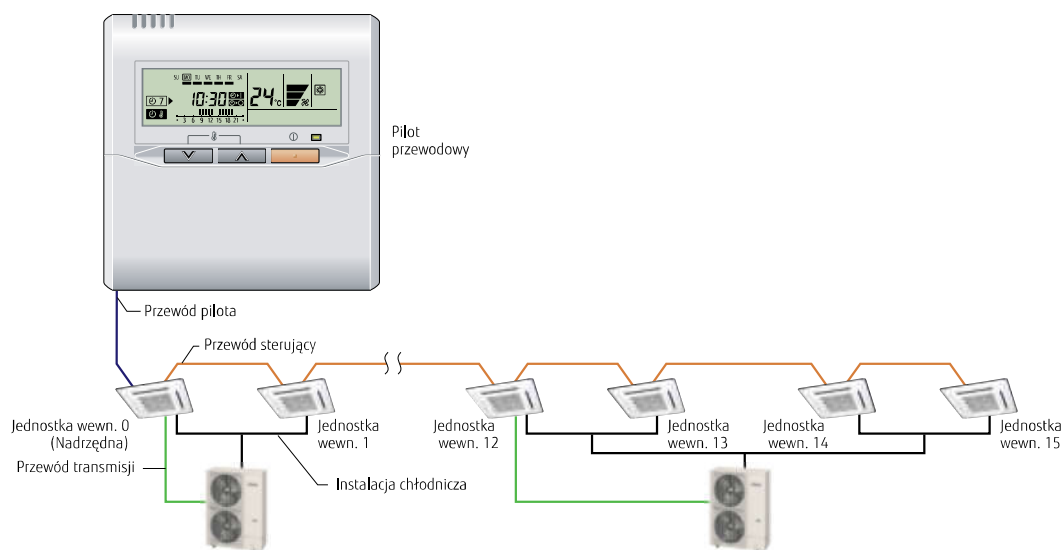 SU MO TU WE TH FR SA
7
10:30
24°C
3 6 9 12 15 18 21
Pilot
przewodowy
Przewód pilota
Przewód sterujący
Jednostka wewn. 0
(Nadrzędna)
Jednostka
wewn. 1
Jednostka
wewn. 12
Jednostka
wewn. 13
Jednostka
wewn. 14
Jednostka
wewn. 15
Przewód transmisji
Instalacja chłodnicza